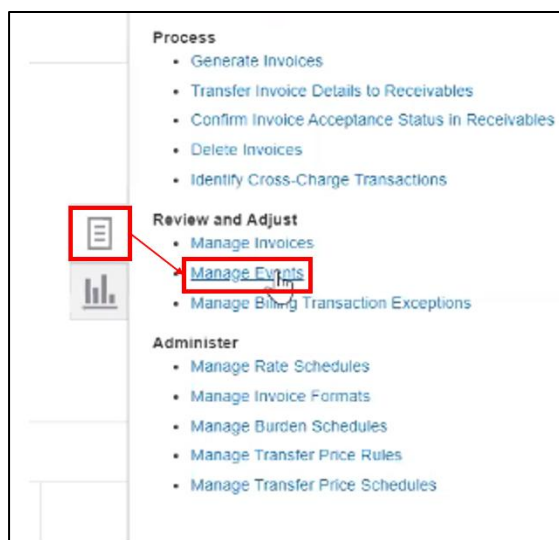 Process
Generate Invoices
Transfer Invoice Details to Receivables
Confirm Invoice Acceptance Status in Receivables
Delete Invoices
Identify Cross-Charge Transactions
Review and Adjust
Manage Invoices
Manage Events
Manage Billing Transaction Exceptions
Administer
Manage Rate Schedules
Manage Invoice Formats
Manage Burden Schedules
Manage Transfer Price Rules
Manage Transfer Price Schedules